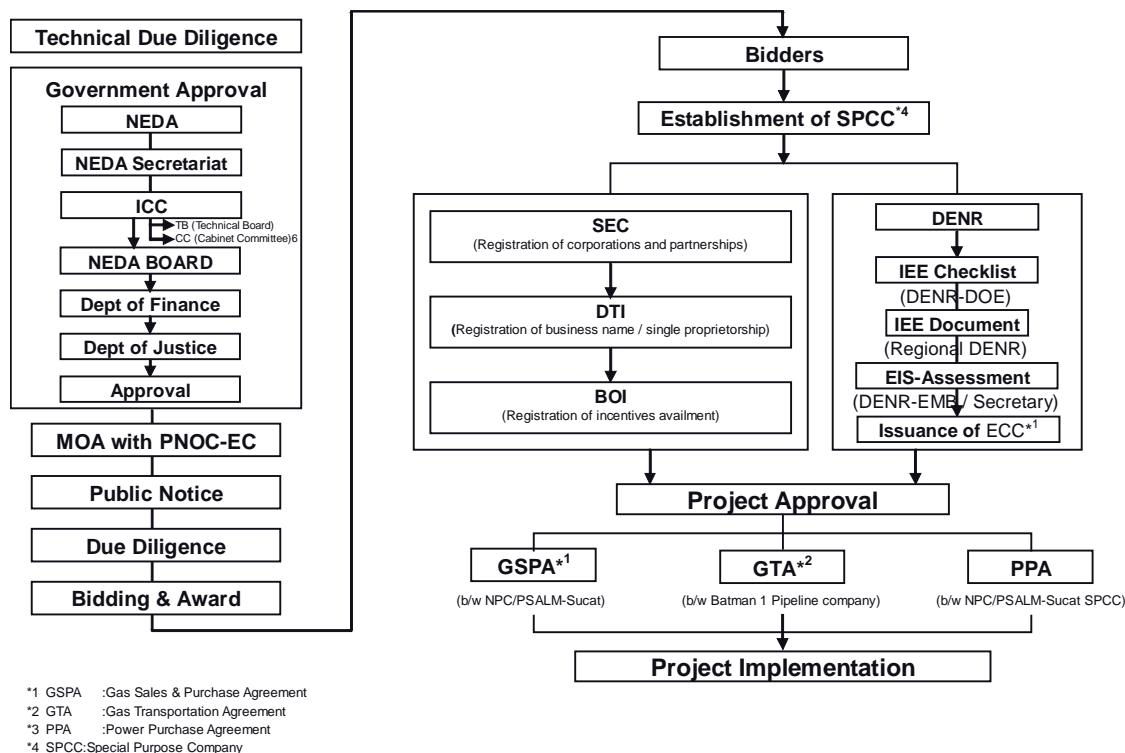 Technical Due Diligence
Government Approval
NEDA
NEDA Secretariat
ICC
TB (Technical Board)
CC (Cabinet Committee)6
NEDA BOARD
Dept of Finance
Dept of Justice
Approval
MOA with PNOC-EC
Public Notice
Due Diligence
Bidding & Award
Bidders
Establishment of SPCC*4
SEC
(Registration of corporations and partnerships)
DTI
(Registration of business name / single proprietorship)
BOI
(Registration of incentives availment)
DENR
IEE Checklist
(DENR-DOE)
IEE Document
(Regional DENR)
EIS-Assessment
(DENR-EMB / Secretary)
Issuance of ECC*1
Project Approval
GSPA*1
(b/w NPC/PSALM-Sucat)
GTA*2
(b/w Batman 1 Pipeline company)
PPA
(b/w NPC/PSALM-Sucat SPCC)
Project Implementation
*1 GSPA :Gas Sales & Purchase Agreement
*2 GTA :Gas Transportation Agreement
*3 PPA :Power Purchase Agreement
*4 SPCC:Special Purpose Company